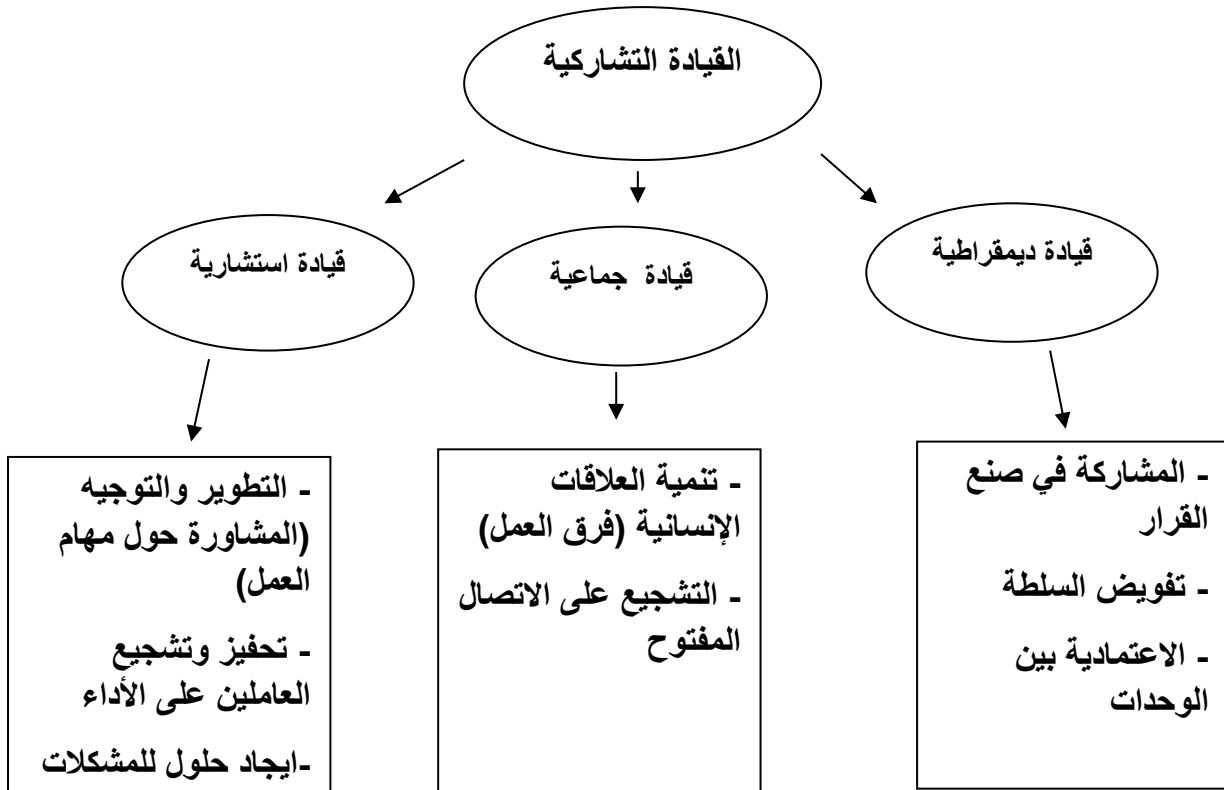 القيادة التشاركية
قيادة ديمقراطية
قيادة جماعية
قيادة استشارية
- المشاركة في صنع
القرار
- تفويض السلطة
- الاعتمادية بين
الوحدات
- تنمية العلاقات
الإنسانية (فرق العمل)
- التشجيع على الاتصال
المفتوح
- التطوير والتوجيه
(المشاورة حول مهام
العمل)
- تحفيز وتشجيع
العاملين على الأداء
-ايجاد حلول للمشكلات